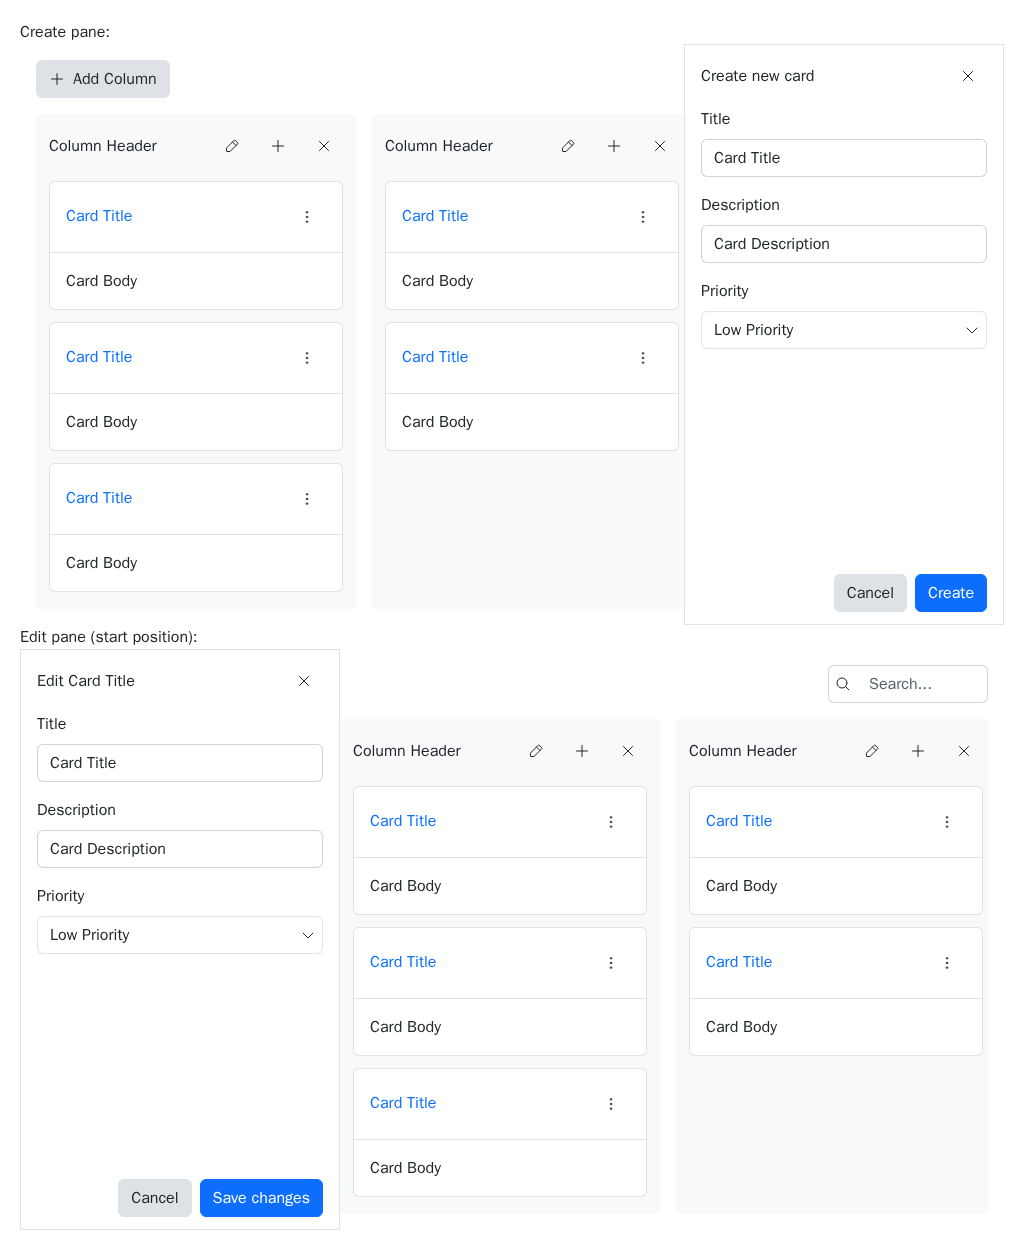 Create pane:
Add Column
Column Header
Card Title
Card Body
Card Title
Card Body
Card Title
Card Body
Column Header
Card Title
Card Body
Card Title
Card Body
Create new card
Title
Card Title
Description
Card Description
Priority
Low Priority
Cancel
Create
Edit pane (start position):
Edit Card Title
Title
Card Title
Description
Card Description
Priority
Low Priority
Cancel
Save changes
Search...
Column Header
Card Title
Card Body
Card Title
Card Body
Card Title
Card Body
Column Header
Card Title
Card Body
Card Title
Card Body